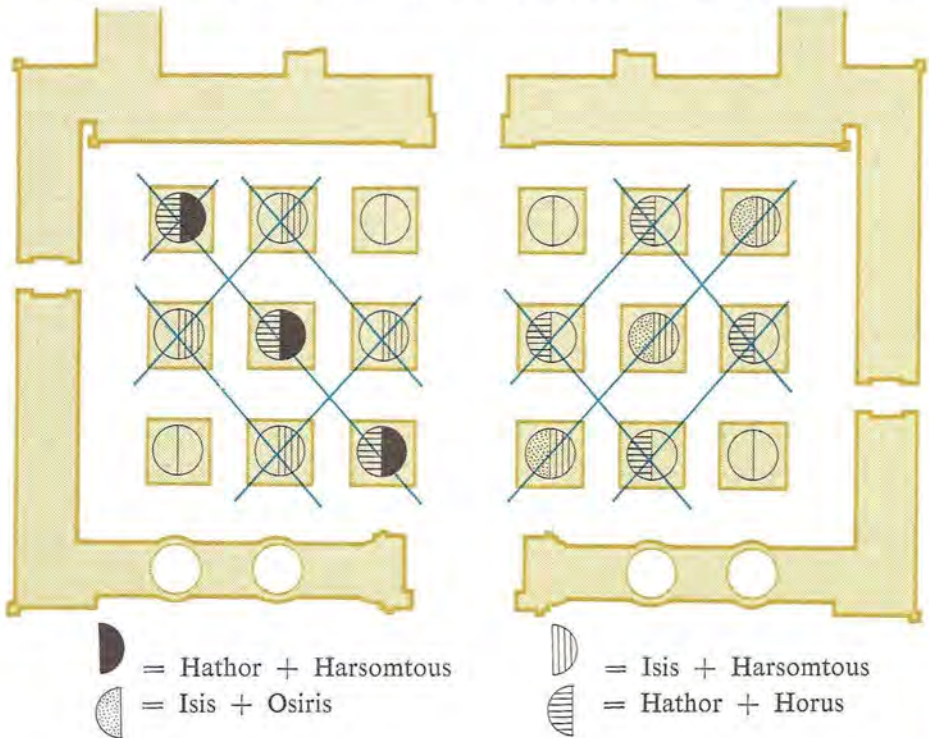 = Hathor + Harsomtous
= Isis + Osiris
= Isis + Harsomtous
= Hathor + Horus